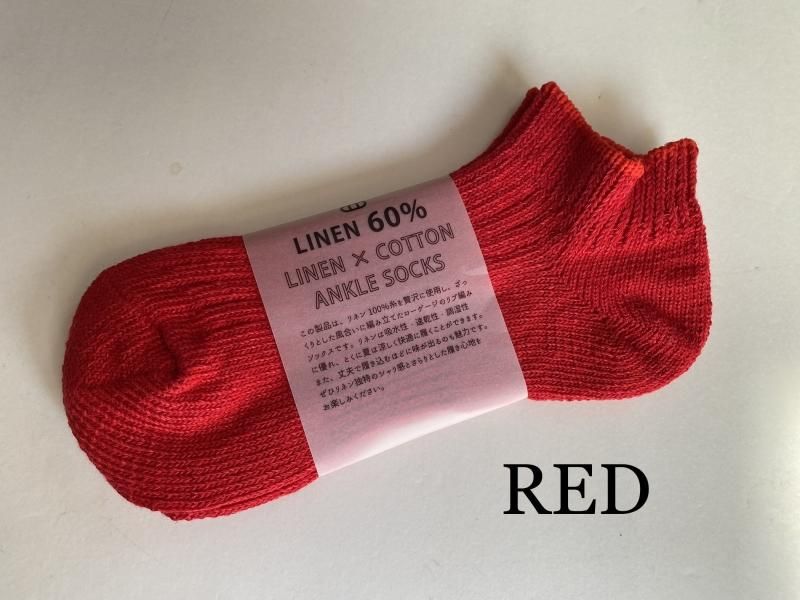 LINEN 60%
LINEN × COTTON
ANKLE SOCKS
この製品は、リネン100%糸を贅沢に使用し、ざっ
くりとした風合いに編み立てたローゲージのリブ編み
ソックスです。リネンは吸水性・速乾性・調湿性
に優れ、とくに夏は涼しく快適に履くことができます。
また、丈夫で履き込むほどに味が出るのも魅力です。
ぜひリネン独特のシャリ感とさらりとした履き心地を
お楽しみください。
RED